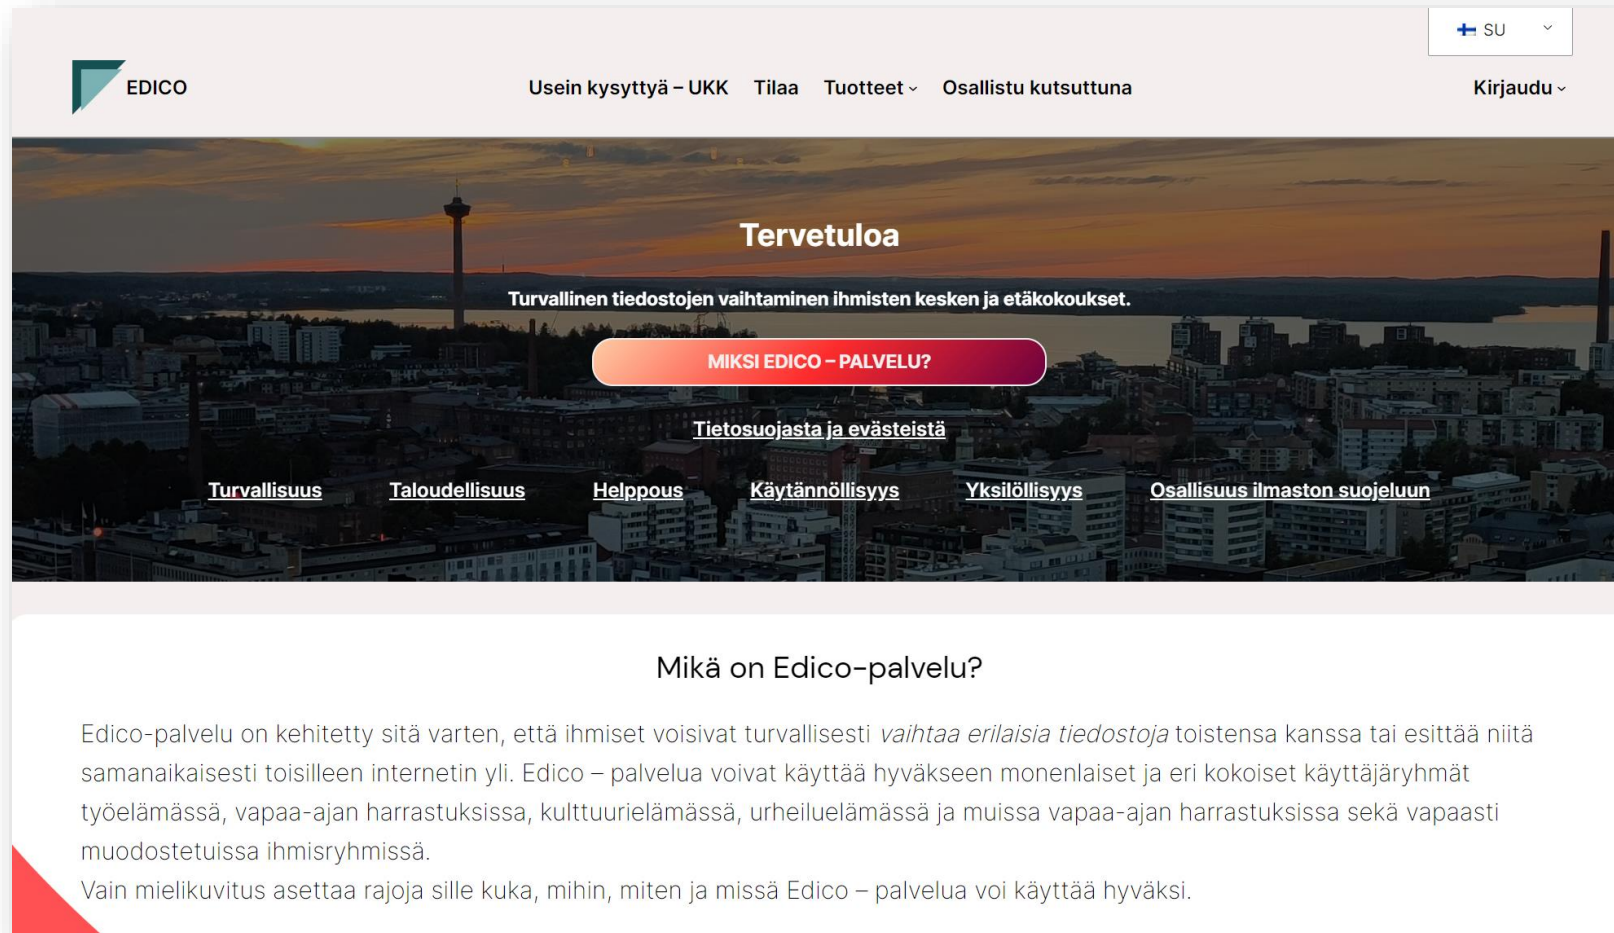 SU
EDICO
Usein kysyttyä – UKK Tilaa Tuotteet Osallistu kutsuttuna Kirjaudu
Tervetuloa
Turvallinen tiedostojen vaihtaminen ihmisten kesken ja etäkokoukset.
MIKSI EDICO – PALVELU?
Tietosuojasta ja evästeistä
Turvallisuus Taloudellisuus Helppous Käytännöllisyys Yksilöllisyys Osallisuus ilmaston suojeluun
Mikä on Edico-palvelu?
Edico-palvelu on kehitetty sitä varten, että ihmiset voisivat turvallisesti vaihtaa erilaisia tiedostoja toistensa kanssa tai esittää niitä
samanaikaisesti toisilleen internetin yli. Edico – palvelua voivat käyttää hyväkseen monenlaiset ja eri kokoiset käyttäjäryhmät
työelämässä, vapaa-ajan harrastuksissa, kulttuurielämässä, urheiluelämässä ja muissa vapaa-ajan harrastuksissa sekä vapaasti
muodostetuissa ihmisryhmissä.
Vain mielikuvitus asettaa rajoja sille kuka, mihin, miten ja missä Edico – palvelua voi käyttää hyväksi.